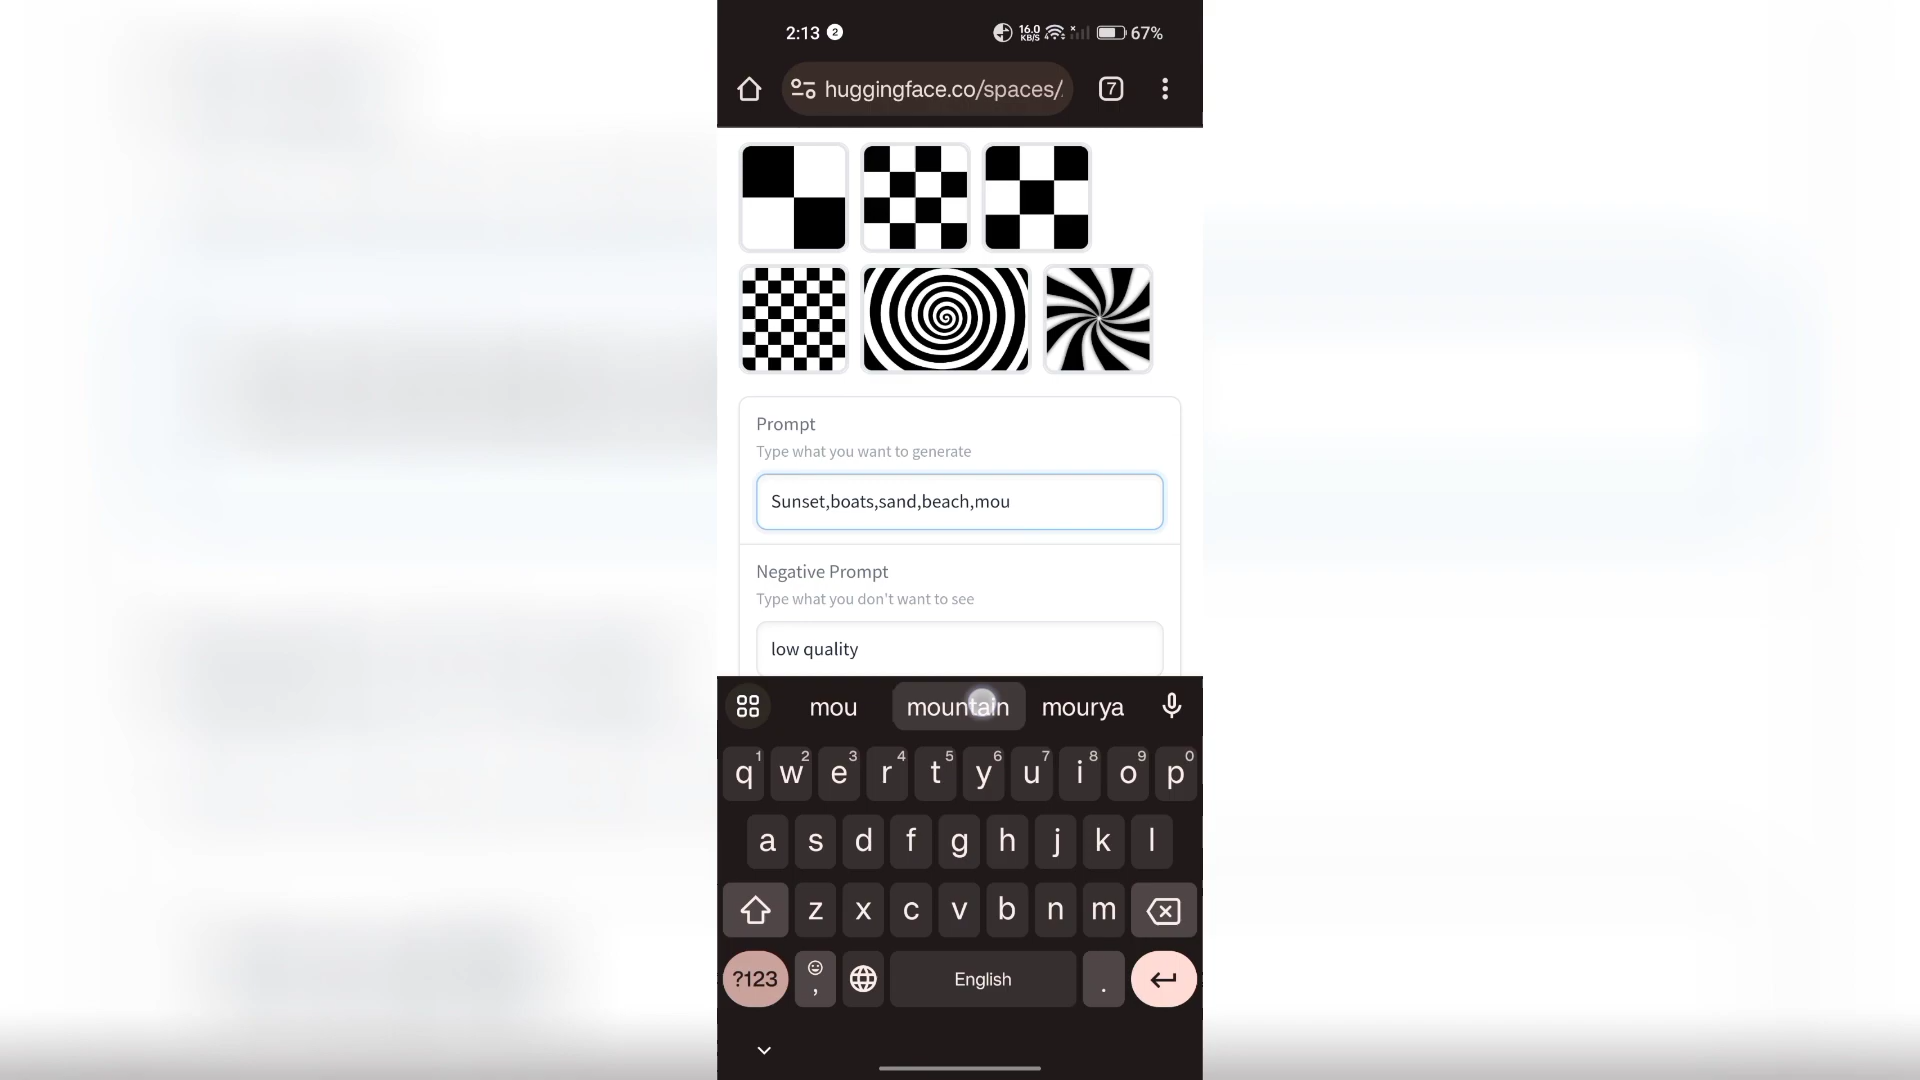 2:13 2 16.0 KB/S 67%
huggingface.co/spaces/ 7
Prompt
Type what you want to generate
Sunset,boats,sand,beach,mou
Negative Prompt
Type what you don't want to see
low quality
mou mountain mourya
q1 w2 e3 r4 t5 y6 u7 i8 o9 p0
a s d f g h j k l
z x c v b n m
?123 , English .